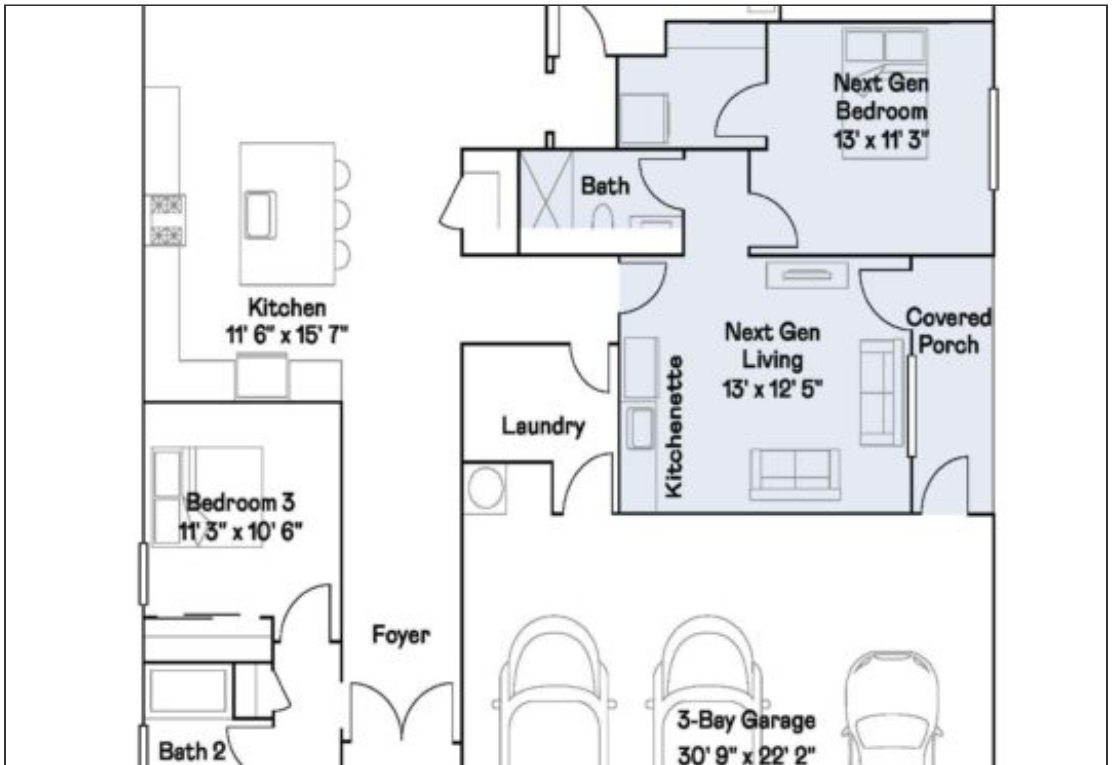 Next Gen
Bedroom
13' x 11' 3"
Bath
Kitchen
11' 6" x 15' 7"
Next Gen
Living
13' x 12' 5"
Covered
Porch
Kitchenette
Laundry
Bedroom 3
11' 3" x 10' 6"
Foyer
3-Bay Garage
30' 9" x 22' 2"
Bath 2